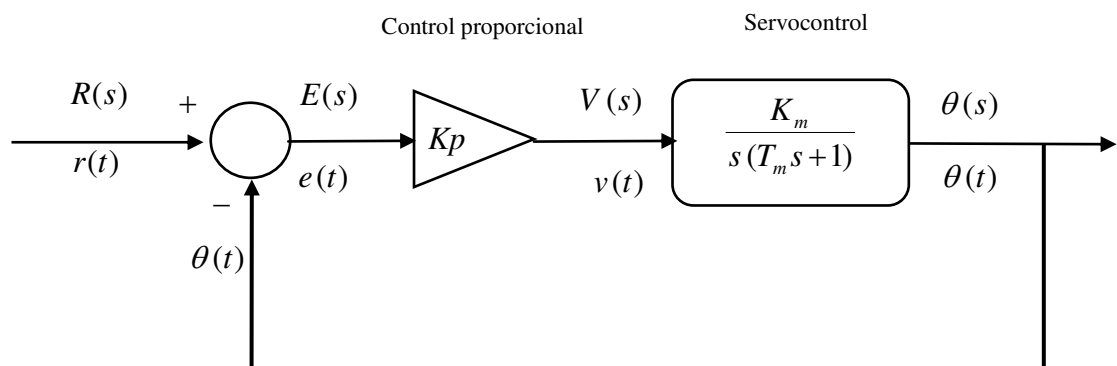 Control proporcional
Servocontrol
R(s)
+
E(s)
V(s)
θ(s)
Kp
K_m
s(T_m s+1)
r(t)
e(t)
v(t)
θ(t)
−
θ(t)